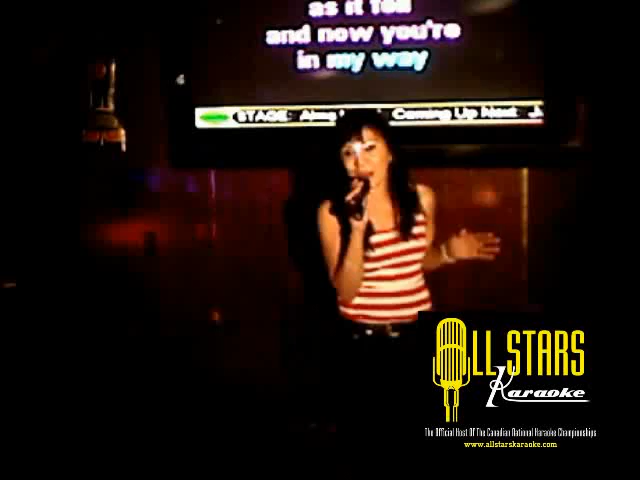 as it fell
and now you're
in my way
STAGE: Coming Up Next
ALL STARS
Karaoke
The Official Host Of The Canadian National Karaoke Championships
www.allstarskaraoke.com